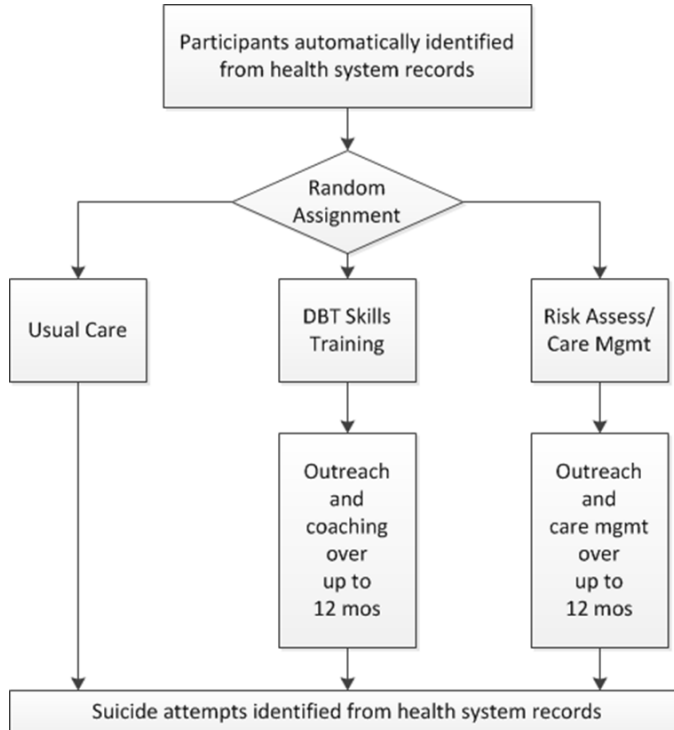 Participants automatically identified
from health system records
Random
Assignment
Usual Care
DBT Skills
Training
Risk Assess/
Care Mgmt
Outreach
and
coaching
over
up to
12 mos
Outreach
and
care mgmt
over
up to
12 mos
Suicide attempts identified from health system records